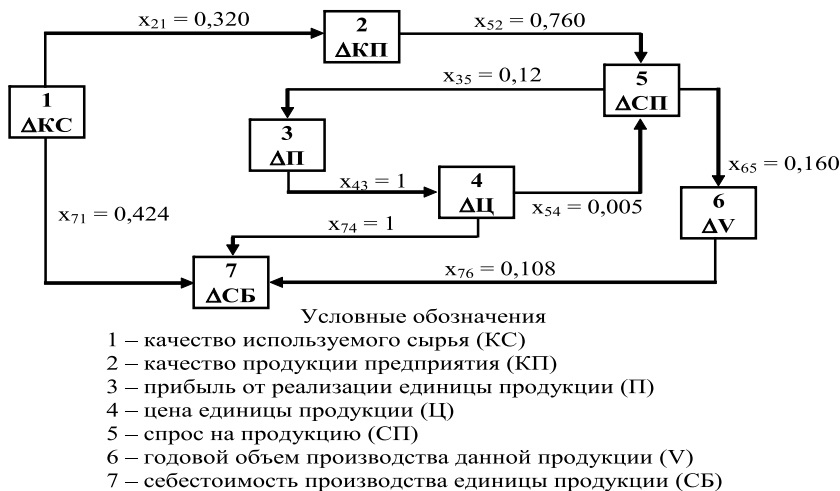 x21 = 0,320
2
ΔКП
x52 = 0,760
x35 = 0,12
5
ΔСП
1
ΔКС
3
ΔП
x43 = 1
4
ΔЦ
x54 = 0,005
x65 = 0,160
6
ΔV
x71 = 0,424
x74 = 1
7
ΔСБ
x76 = 0,108
Условные обозначения
1 – качество используемого сырья (КС)
2 – качество продукции предприятия (КП)
3 – прибыль от реализации единицы продукции (П)
4 – цена единицы продукции (Ц)
5 – спрос на продукцию (СП)
6 – годовой объем производства данной продукции (V)
7 – себестоимость производства единицы продукции (СБ)